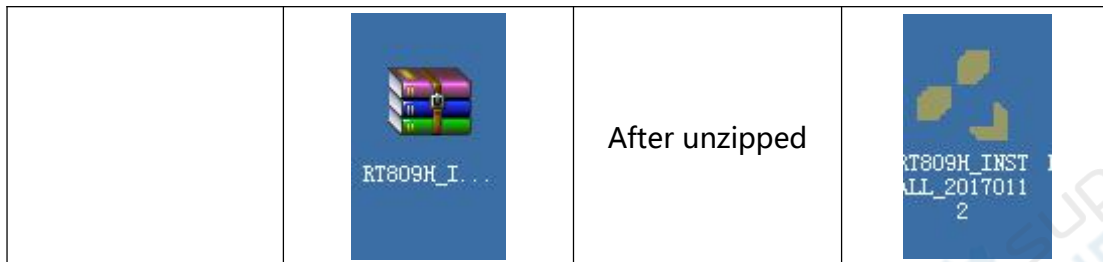 RT809H_I...
After unzipped
RT809H_INST
ALL_2017011
2